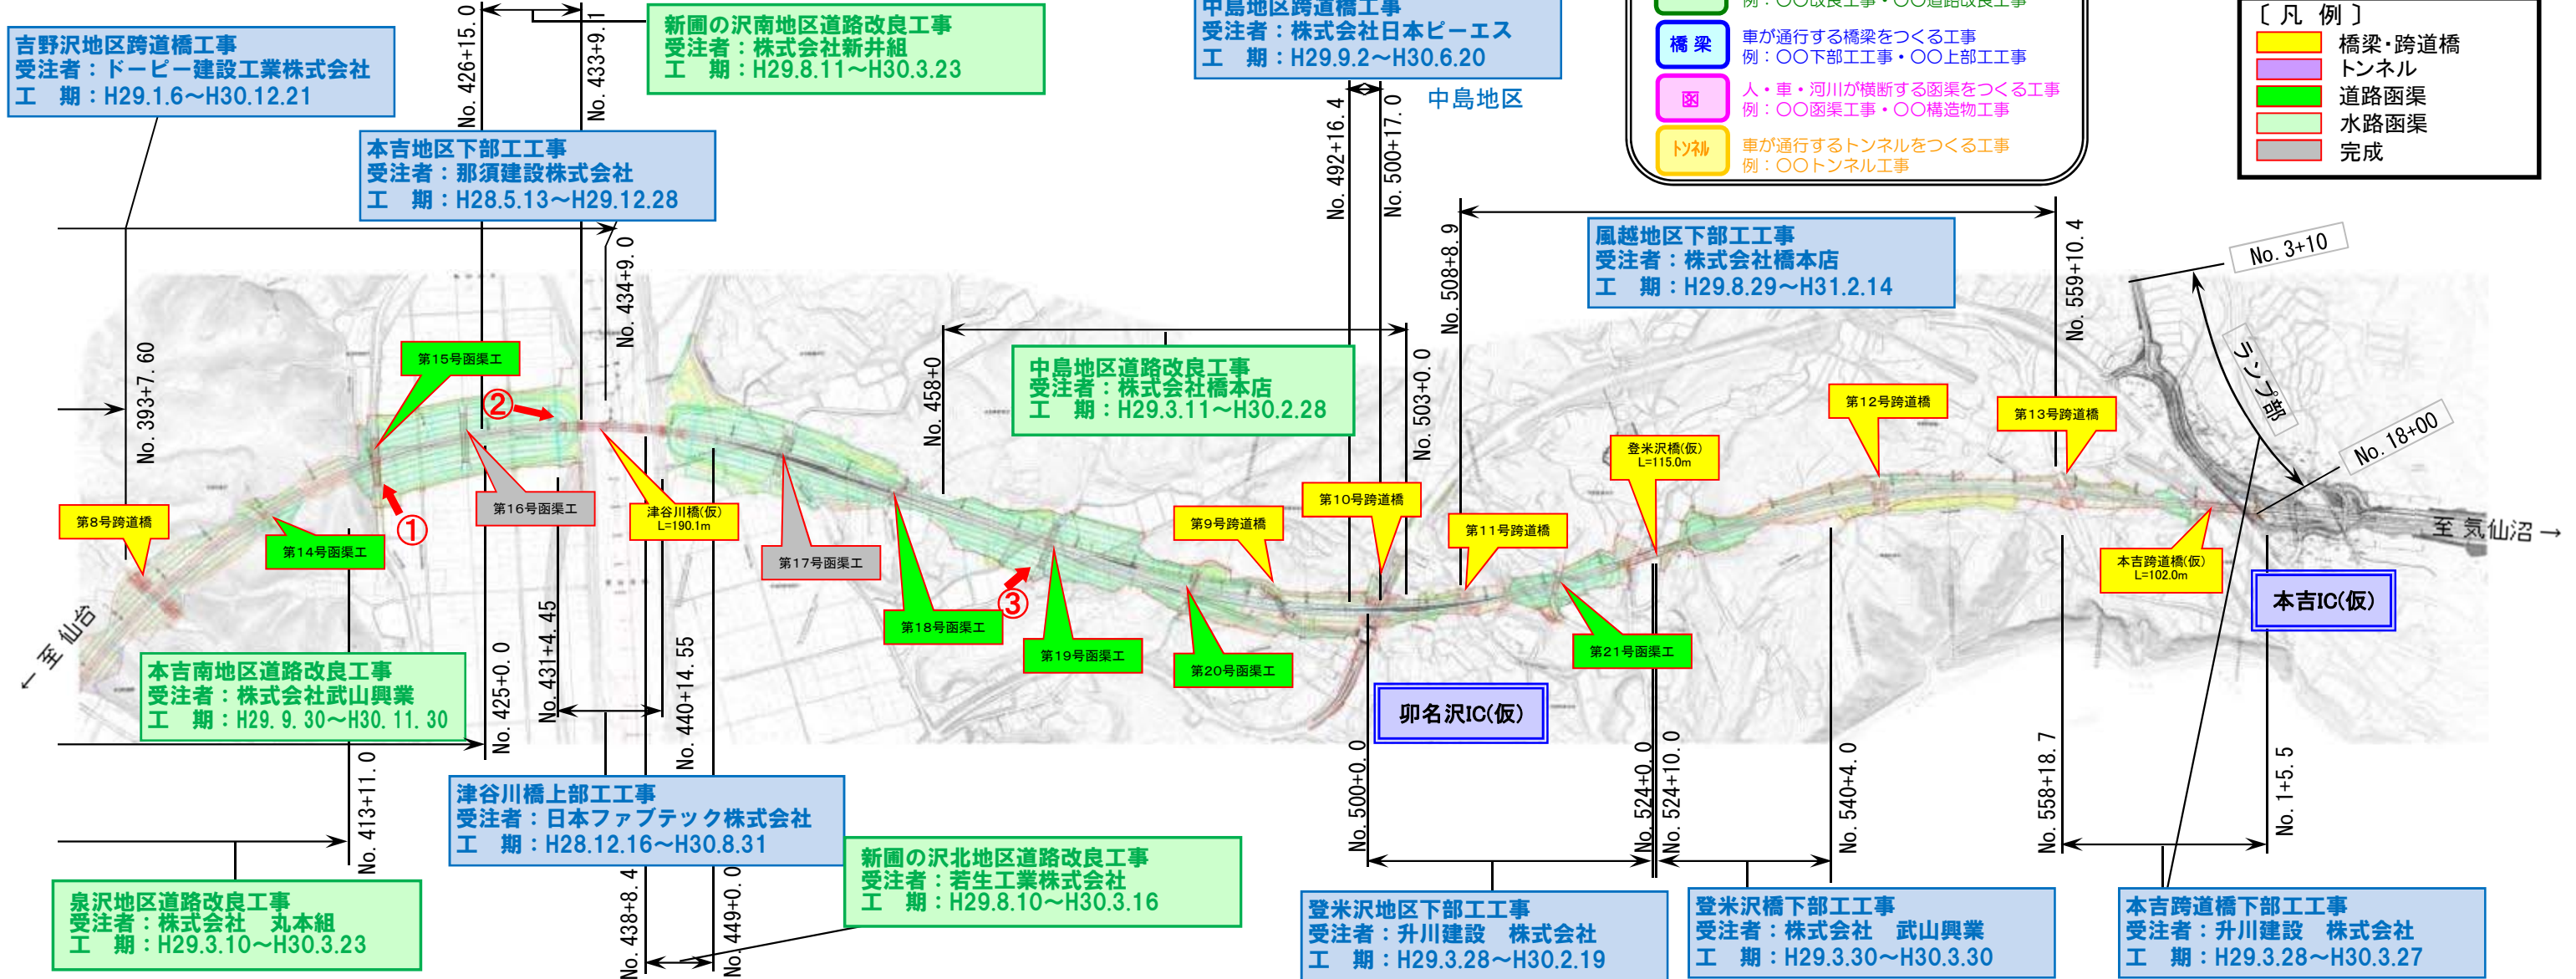 吉野沢地区跨道橋工事
受注者：ドーピー建設工業株式会社
工　期：H29.1.6～H30.12.21
No. 426+15. 0
No. 433+9. 1
新圃の沢南地区道路改良工事
受注者：株式会社新井組
工　期：H29.8.11～H30.3.23
本吉地区下部工工事
受注者：那須建設株式会社
工　期：H28.5.13～H29.12.28
中島地区跨道橋工事
受注者：株式会社日本ピーエス
工　期：H29.9.2～H30.6.20
中島地区
No. 492+16. 4
No. 500+17. 0
例：〇〇改良工事・〇〇道路改良工事
橋 梁
車が通行する橋梁をつくる工事
例：〇〇下部工工事・〇〇上部工工事
函
人・車・河川が横断する函渠をつくる工事
例：〇〇函渠工事・〇〇構造物工事
トンネル
車が通行するトンネルをつくる工事
例：〇〇トンネル工事
〔 凡　例 〕
橋梁・跨道橋
トンネル
道路函渠
水路函渠
完成
No. 393+7. 60
No. 434+9. 0
No. 458+0
No. 503+0. 0
No. 508+8. 9
No. 559+10. 4
風越地区下部工工事
受注者：株式会社橋本店
工　期：H29.8.29～H31.2.14
No. 3+10
ランプ部
No. 18+00
中島地区道路改良工事
受注者：株式会社橋本店
工　期：H29.3.11～H30.2.28
第15号函渠工
②
第8号跨道橋
第14号函渠工
①
第16号函渠工
津谷川橋(仮)
L=190.1m
第17号函渠工
第18号函渠工
③
第19号函渠工
第9号跨道橋
第20号函渠工
第10号跨道橋
第11号跨道橋
登米沢橋(仮)
L=115.0m
第21号函渠工
第12号跨道橋
第13号跨道橋
本吉跨道橋(仮)
L=102.0m
至 気仙沼 →
← 至 仙台
本吉IC(仮)
卯名沢IC(仮)
本吉南地区道路改良工事
受注者：株式会社武山興業
工　期：H29. 9. 30～H30. 11. 30
No. 413+11. 0
No. 425+0. 0
No. 431+4. 45
No. 440+14. 55
No. 438+8. 4
No. 449+0. 0
No. 500+0. 0
No. 524+0. 0
No. 524+10. 0
No. 540+4. 0
No. 558+18. 7
No. 1+5. 5
津谷川橋上部工工事
受注者：日本ファブテック株式会社
工　期：H28.12.16～H30.8.31
新圃の沢北地区道路改良工事
受注者：若生工業株式会社
工　期：H29.8.10～H30.3.16
泉沢地区道路改良工事
受注者：株式会社　丸本組
工　期：H29.3.10～H30.3.23
登米沢地区下部工工事
受注者：升川建設　株式会社
工　期：H29.3.28～H30.2.19
登米沢橋下部工工事
受注者：株式会社　武山興業
工　期：H29.3.30～H30.3.30
本吉跨道橋下部工工事
受注者：升川建設　株式会社
工　期：H29.3.28～H30.3.27